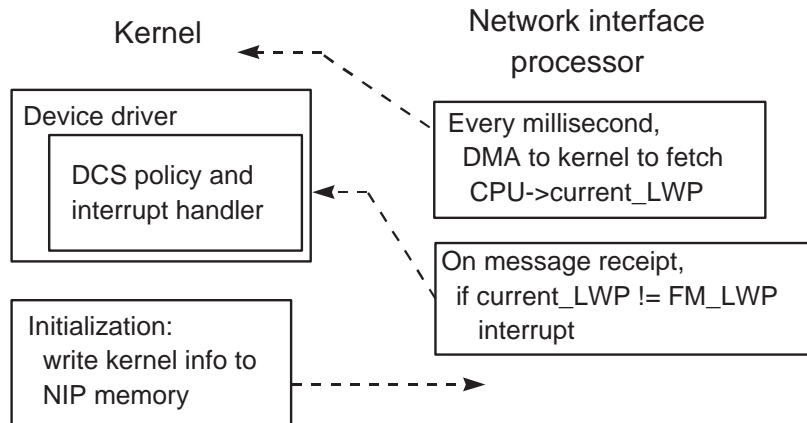 Kernel
Network interface
processor
Device driver
DCS policy and
interrupt handler
Initialization:
write kernel info to
NIP memory
Every millisecond,
DMA to kernel to fetch
CPU->current_LWP
On message receipt,
if current_LWP != FM_LWP
interrupt